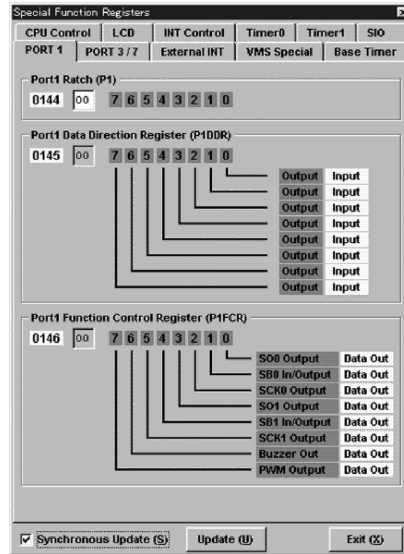 Special Function Registers
CPU Control LCD INT Control Timer0 Timer1 SIO
PORT 1 PORT 3 / 7 External INT VMS Special Base Timer
Port1 Ratch (P1)
0144 00 7 6 5 4 3 2 1 0
Port1 Data Direction Register (P1DDR)
0145 00 7 6 5 4 3 2 1 0
Output Input
Output Input
Output Input
Output Input
Output Input
Output Input
Output Input
Output Input
Port1 Function Control Register (P1FCR)
0146 00 7 6 5 4 3 2 1 0
SO0 Output Data Out
SB0 In/Output Data Out
SCK0 Output Data Out
SO1 Output Data Out
SB1 In/Output Data Out
SCK1 Output Data Out
Buzzer Out Data Out
PWM Output Data Out
Synchronous Update (S) Update (U) Exit (X)